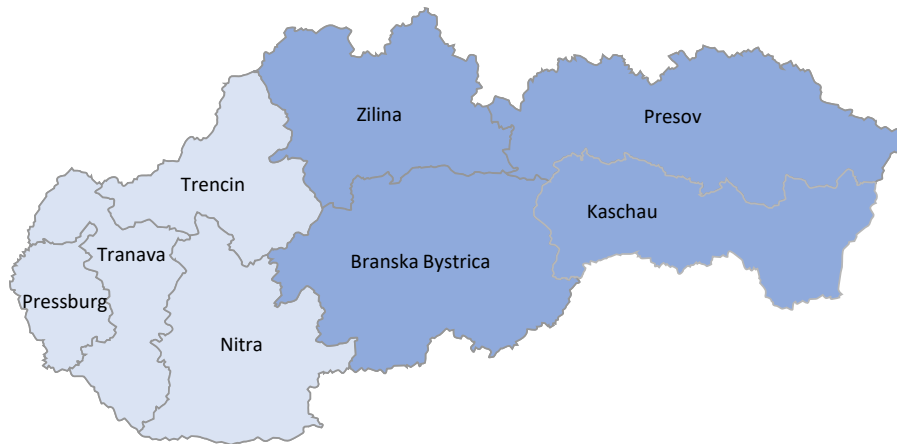 Zilina
Presov
Trencin
Kaschau
Tranava
Branska Bystrica
Pressburg
Nitra